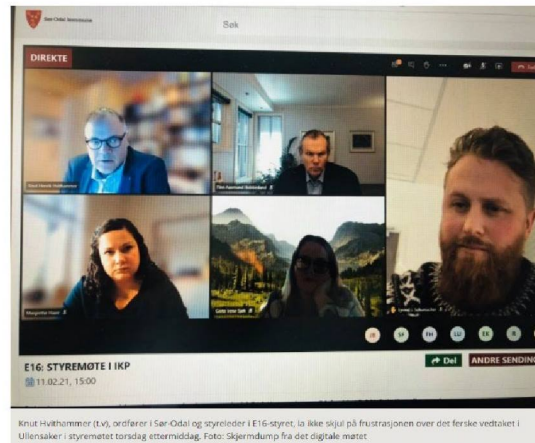 Sør-Odal kommune
Søk
DIREKTE
E16: STYREMØTE I IKP
11.02.21, 15:00
Del
ANDRE SENDING
JR
SF
Knut Hvithammer (t.v), ordfører i Sør-Odal og styreleder i E16-styret, la ikke skjul på frustrasjonen over det ferske vedtaket i
Ullensaker i styremøtet torsdag ettermiddag. Foto: Skjermdump fra det digitale møtet